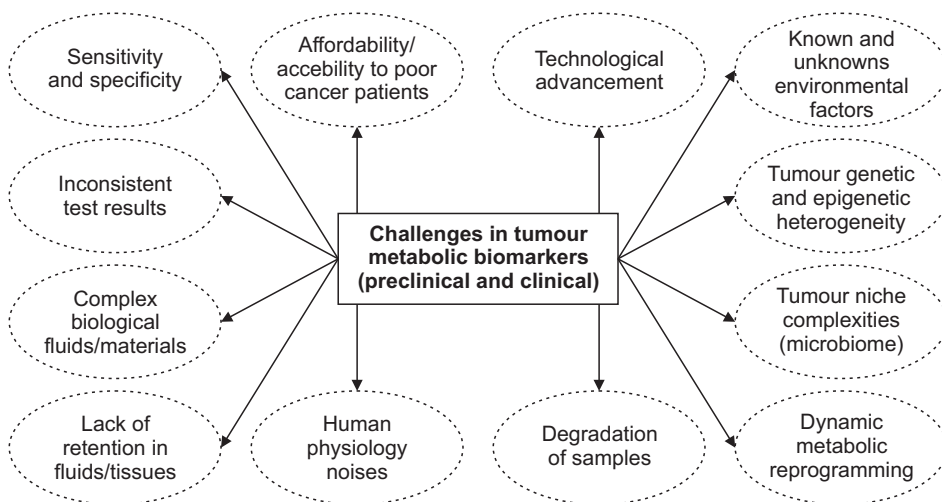 Sensitivity
and specificity
Affordability/
accebility to poor
cancer patients
Technological
advancement
Known and
unknowns
environmental
factors
Inconsistent
test results
Tumour genetic
and epigenetic
heterogeneity
Challenges in tumour
metabolic biomarkers
(preclinical and clinical)
Complex
biological
fluids/materials
Tumour niche
complexities
(microbiome)
Lack of
retention in
fluids/tissues
Human
physiology
noises
Degradation
of samples
Dynamic
metabolic
reprogramming